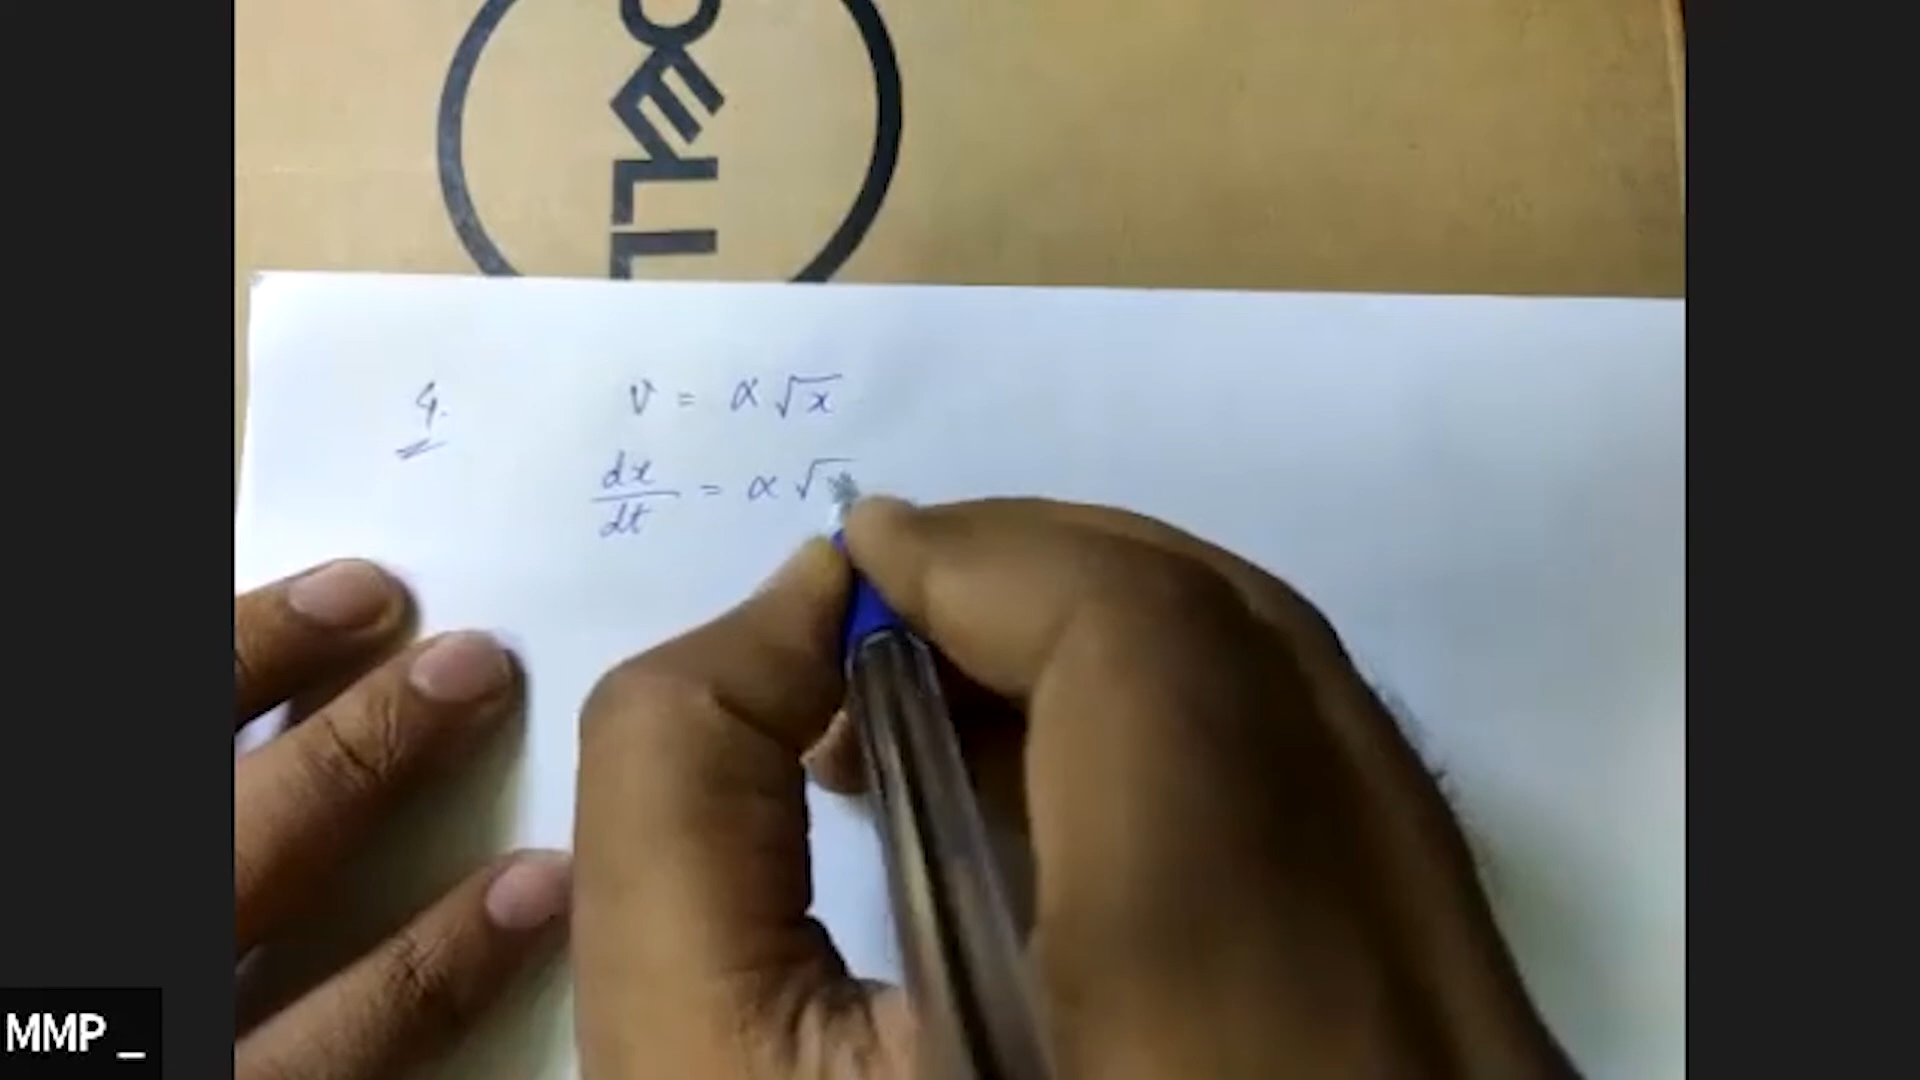 DELL
4.
v = α √x
dx/dt = α √x
MMP _